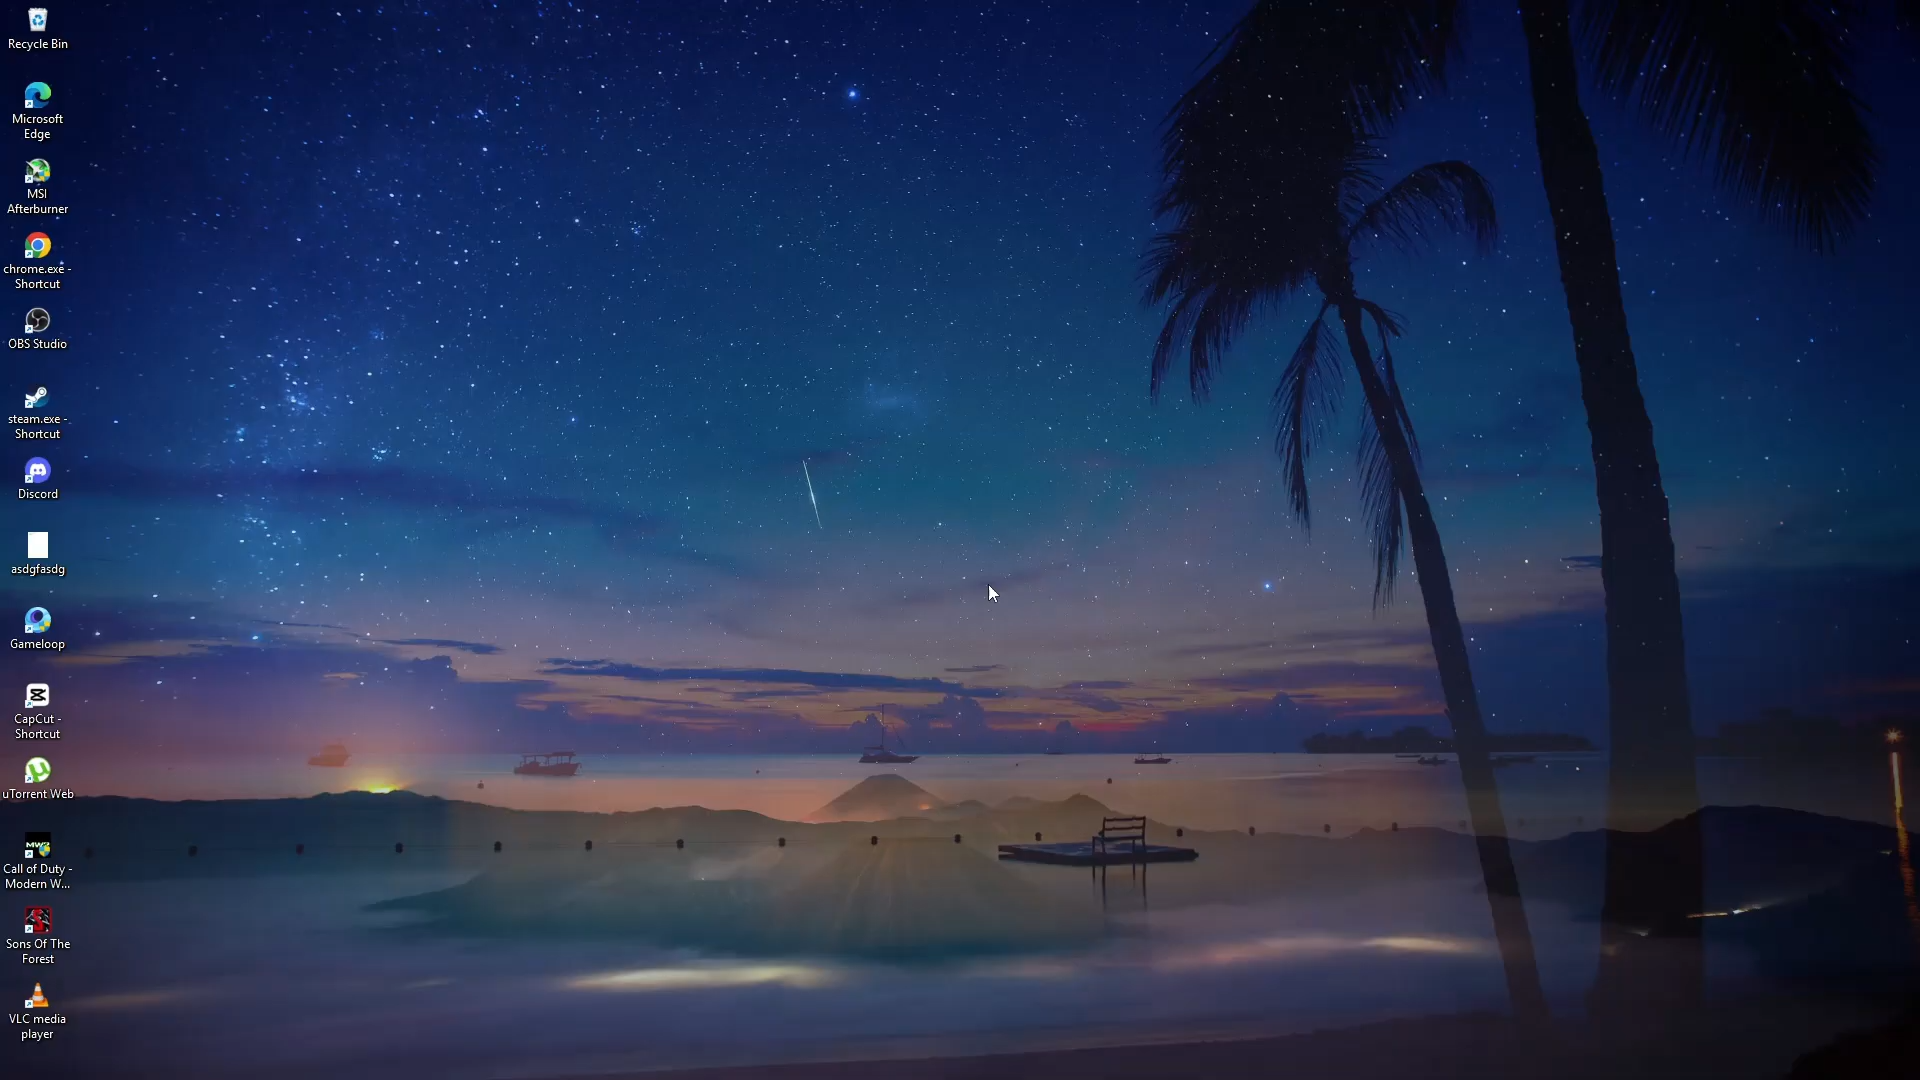 Recycle Bin
Microsoft
Edge
MSI
Afterburner
chrome.exe -
Shortcut
OBS Studio
steam.exe -
Shortcut
Discord
asdgfasdg
Gameloop
CapCut -
Shortcut
uTorrent Web
Call of Duty -
Modern W...
Sons Of The
Forest
VLC media
player